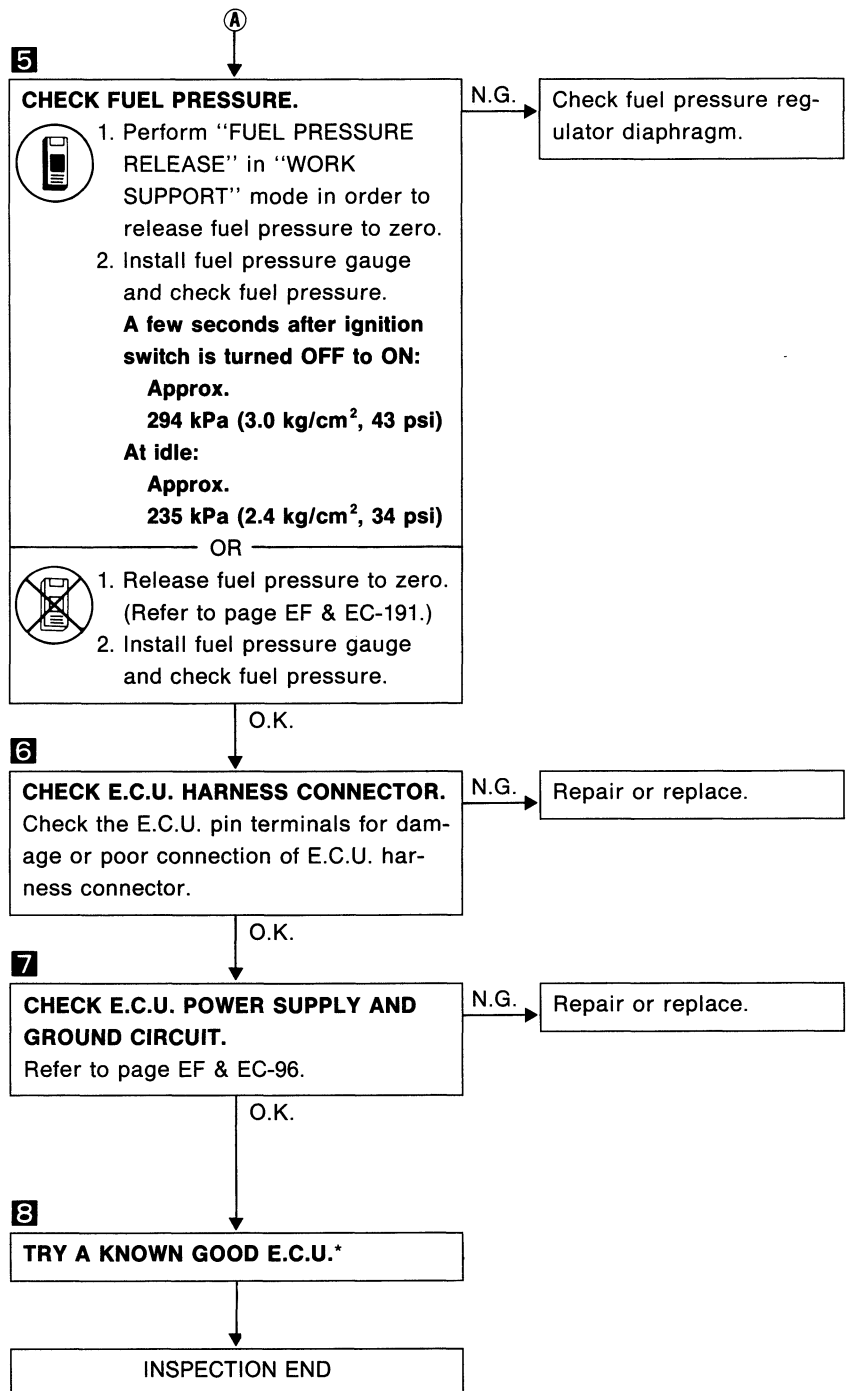 A
5
CHECK FUEL PRESSURE.
1. Perform ‘‘FUEL PRESSURE
RELEASE’’ in ‘‘WORK
SUPPORT’’ mode in order to
release fuel pressure to zero.
2. Install fuel pressure gauge
and check fuel pressure.
A few seconds after ignition
switch is turned OFF to ON:
Approx.
294 kPa (3.0 kg/cm², 43 psi)
At idle:
Approx.
235 kPa (2.4 kg/cm², 34 psi)
OR
1. Release fuel pressure to zero.
(Refer to page EF & EC-191.)
2. Install fuel pressure gauge
and check fuel pressure.
N.G.
Check fuel pressure reg-
ulator diaphragm.
O.K.
6
CHECK E.C.U. HARNESS CONNECTOR.
Check the E.C.U. pin terminals for dam-
age or poor connection of E.C.U. har-
ness connector.
N.G.
Repair or replace.
O.K.
7
CHECK E.C.U. POWER SUPPLY AND
GROUND CIRCUIT.
Refer to page EF & EC-96.
N.G.
Repair or replace.
O.K.
8
TRY A KNOWN GOOD E.C.U.*
INSPECTION END